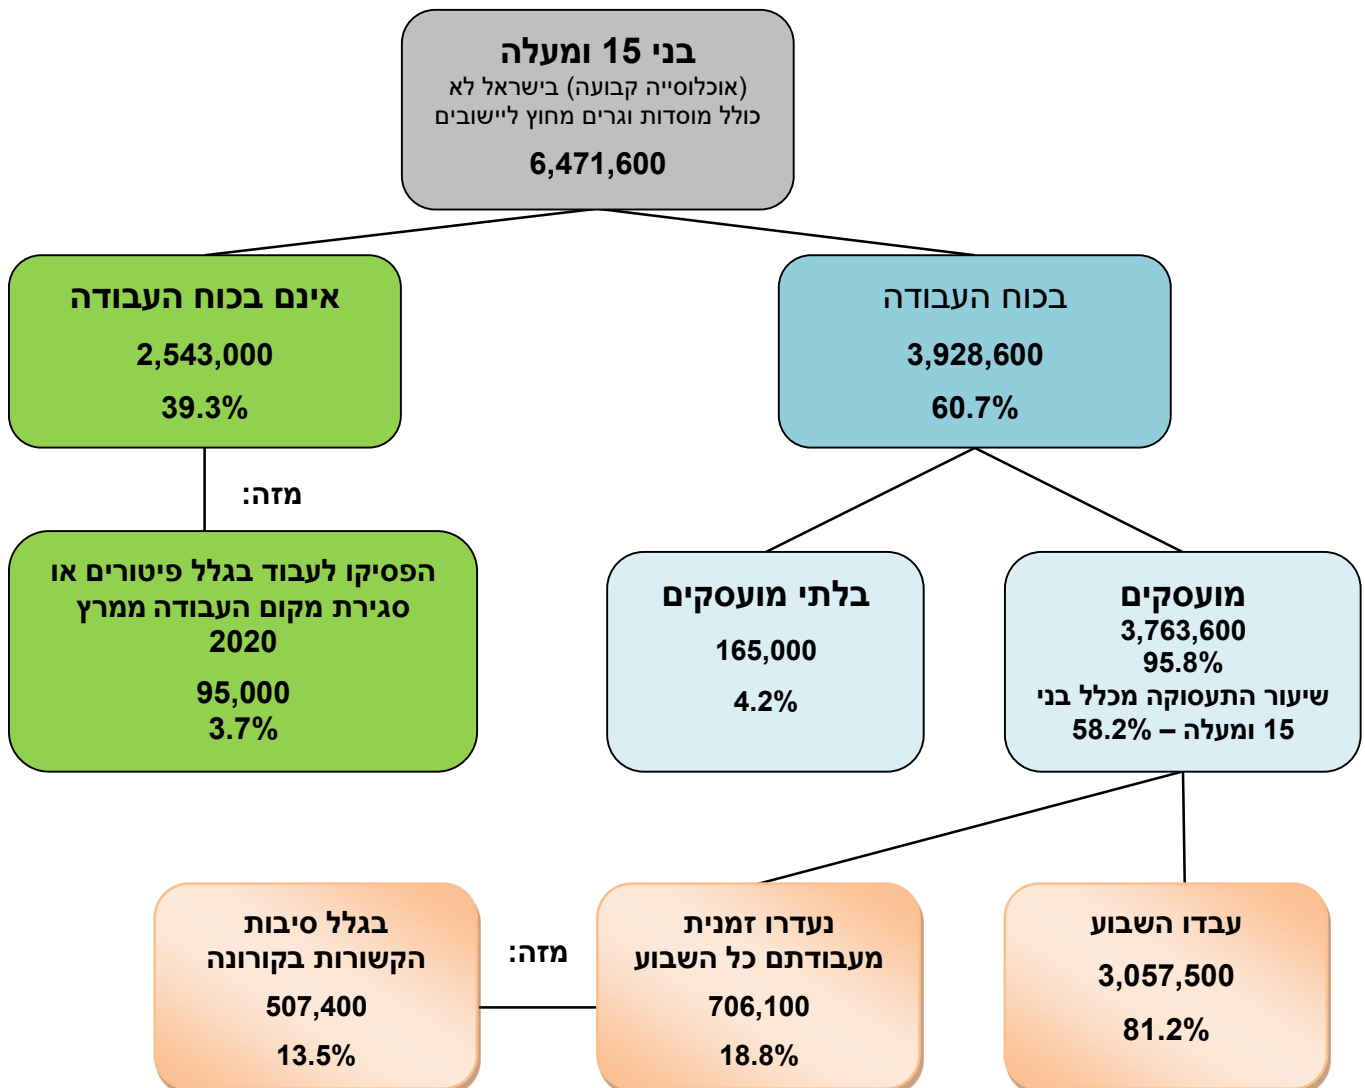 בני 15 ומעלה
(אוכלוסייה קבועה) בישראל לא
כולל מוסדות וגרים מחוץ ליישובים
6,471,600
בכוח העבודה
3,928,600
60.7%
אינם בכוח העבודה
2,543,000
39.3%
מזה:
מועסקים
3,763,600
95.8%
שיעור התעסוקה מכלל בני
15 ומעלה – 58.2%
בלתי מועסקים
165,000
4.2%
הפסיקו לעבוד בגלל פיטורים או
סגירת מקום העבודה ממרץ
2020
95,000
3.7%
עבדו השבוע
3,057,500
81.2%
נעדרו זמנית
מעבודתם כל השבוע
706,100
18.8%
מזה:
בגלל סיבות
הקשורות בקורונה
507,400
13.5%